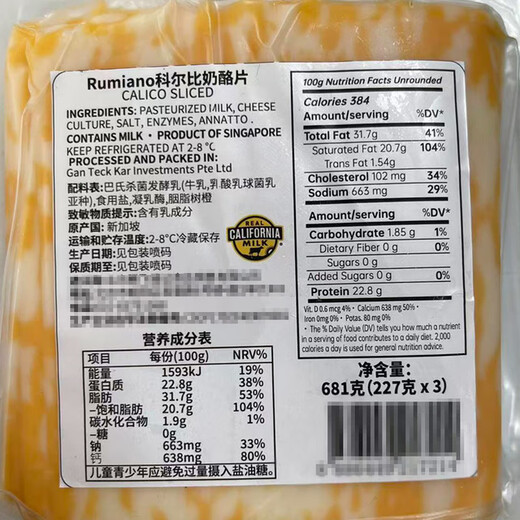 Rumiano科尔比奶酪片
CALICO SLICED
INGREDIENTS: PASTEURIZED MILK, CHEESE
CULTURE, SALT, ENZYMES, ANNATTO .
CONTAINS MILK • PRODUCT OF SINGAPORE
KEEP REFRIGERATED AT 2-8 °C
PROCESSED AND PACKED IN:
Gan Teck Kar Investments Pte Ltd
配料表: 巴氏杀菌发酵乳(牛乳,乳酸乳球菌乳
亚种),食用盐,凝乳酶,胭脂树橙
致敏物质提示: 含有乳成分
原产国: 新加坡
运输和贮存温度:2-8°C冷藏保存
生产日期:见包装喷码
保质期至:见包装喷码
REAL
CALIFORNIA
MILK
营养成分表
项目 每份(100g) NRV%
能量 1593kJ 19%
蛋白质 22.8g 38%
脂肪 31.7g 53%
–饱和脂肪 20.7g 104%
碳水化合物 1.9g 1%
–糖 0g
钠 663mg 33%
钙 638mg 80%
儿童青少年应避免过量摄入盐油糖。
100g Nutrition Facts Unrounded
Calories 384
Amount/serving %DV*
Total Fat 31.7g 41%
Saturated Fat 20.7g 104%
Trans Fat 1.54g
Cholesterol 102 mg 34%
Sodium 663 mg 29%
Amount/serving %DV*
Carbohydrate 1.85 g 1%
Dietary Fiber 0 g 0%
Sugars 0 g
Added Sugars 0 g 0%
Protein 22.8 g
Vit. D 0.6 mcg 4% • Calcium 638 mg 50%
Iron 0mg 0% • Potas. 80 mg 0%
* The % Daily Value (DV) tells you how much a nutrient
in a serving of food contributes to a daily diet. 2,000
calories a day is used for general nutrition advice.
净含量:
681克(227克 x 3)